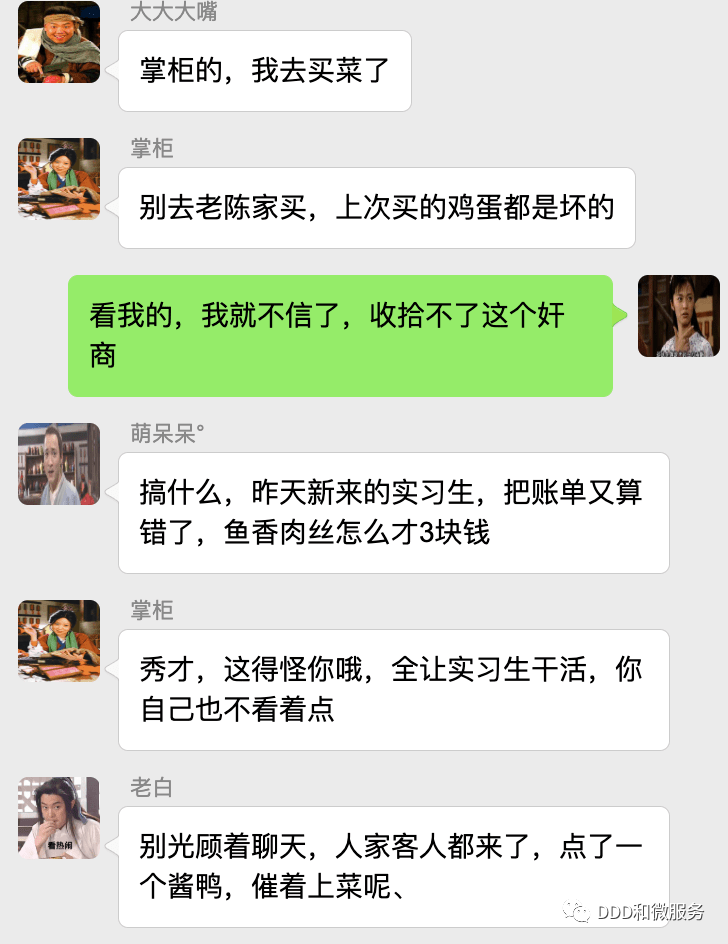 大大大嘴
掌柜的，我去买菜了
掌柜
别去老陈家买，上次买的鸡蛋都是坏的
看我的，我就不信了，收拾不了这个奸
商
萌呆呆°
搞什么，昨天新来的实习生，把账单又算
错了，鱼香肉丝怎么才3块钱
掌柜
秀才，这得怪你哦，全让实习生干活，你
自己也不看着点
老白
看热闹
别光顾着聊天，人家客人都来了，点了一
个酱鸭，催着上菜呢、
DDD和微服务